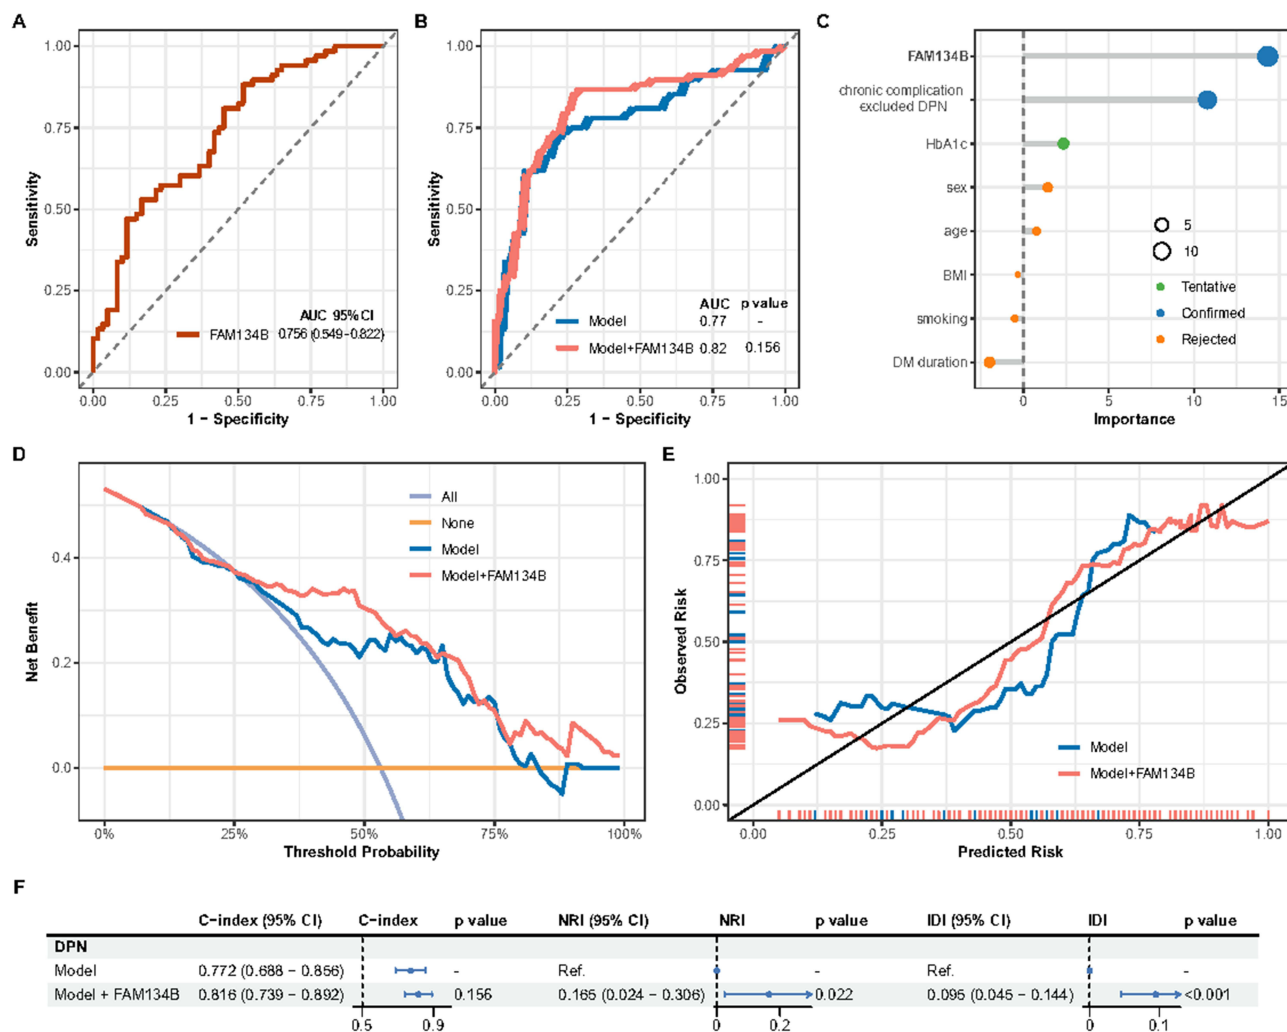 A
1.00
0.75
0.50
0.25
0.00
Sensitivity
AUC 95% CI
FAM134B 0.756 (0.549−0.822)
0.00 0.25 0.50 0.75 1.00
1 − Specificity
B
1.00
0.75
0.50
0.25
0.00
Sensitivity
AUC p value
Model 0.77 -
Model+FAM134B 0.82 0.156
0.00 0.25 0.50 0.75 1.00
1 − Specificity
C
FAM134B
chronic complication
excluded DPN
HbA1c
sex
age
BMI
smoking
DM duration
5
10
Tentative
Confirmed
Rejected
0 5 10 15
Importance
D
0.4
0.2
0.0
Net Benefit
All
None
Model
Model+FAM134B
0% 25% 50% 75% 100%
Threshold Probability
E
1.00
0.75
0.50
0.25
0.00
Observed Risk
Model
Model+FAM134B
0.00 0.25 0.50 0.75 1.00
Predicted Risk
F
C-index (95% CI) C-index p value NRI (95% CI) NRI p value IDI (95% CI) IDI p value
DPN
Model 0.772 (0.688 − 0.856) - Ref. - Ref. -
Model + FAM134B 0.816 (0.739 − 0.892) 0.156 0.165 (0.024 − 0.306) 0.022 0.095 (0.045 − 0.144) <0.001
0.5 0.9 0 0.2 0 0.1